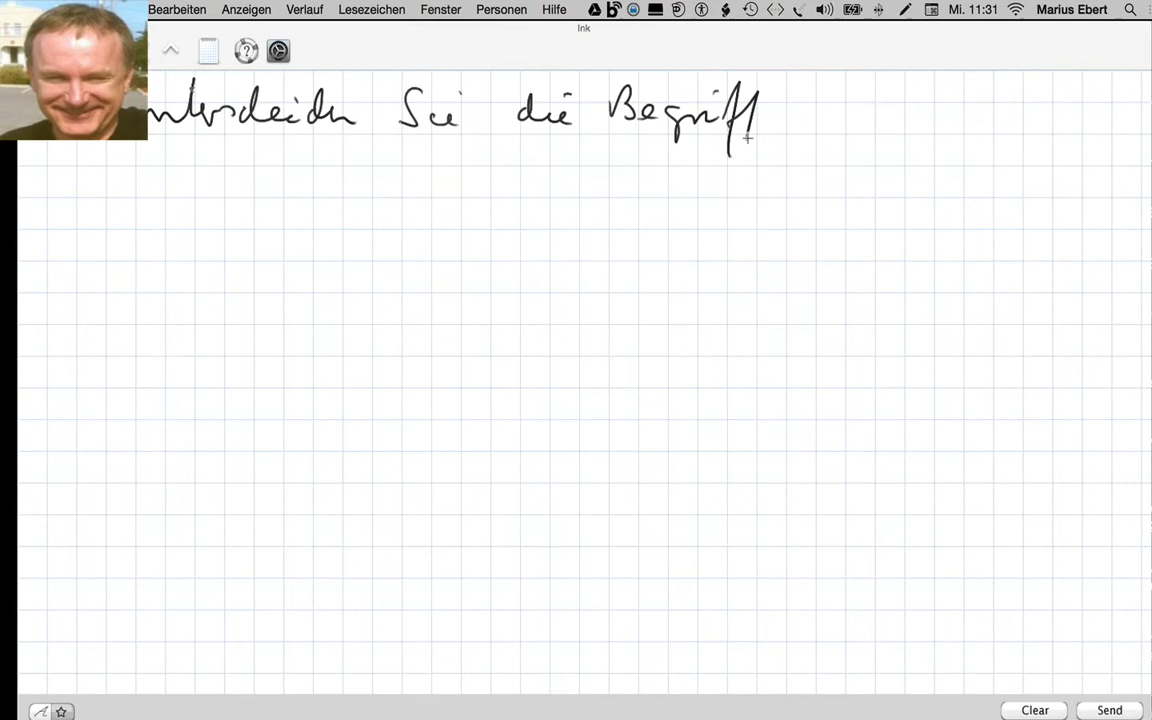 Bearbeiten Anzeigen Verlauf Lesezeichen Fenster Personen Hilfe Mi. 11:31 Marius Ebert
Ink
nterscheiden Sie die Begriff
Clear Send